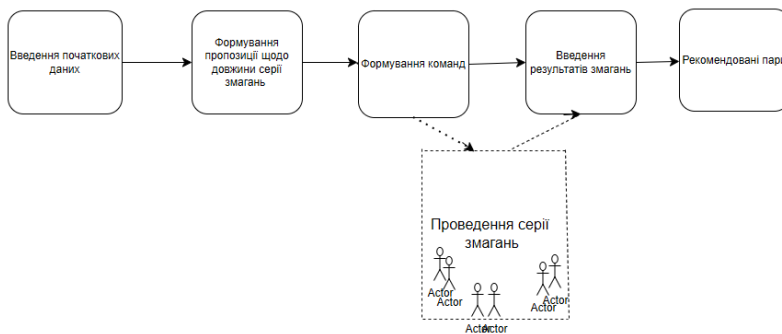 Введення початкових
даних
Формування
пропозиції щодо
довжини серії
змагань
Формування команд
Введення
результатів змагань
Рекомендовані пари
Проведення серії
змагань
Actor
Actor
Actor
Actor
Actor
Actor